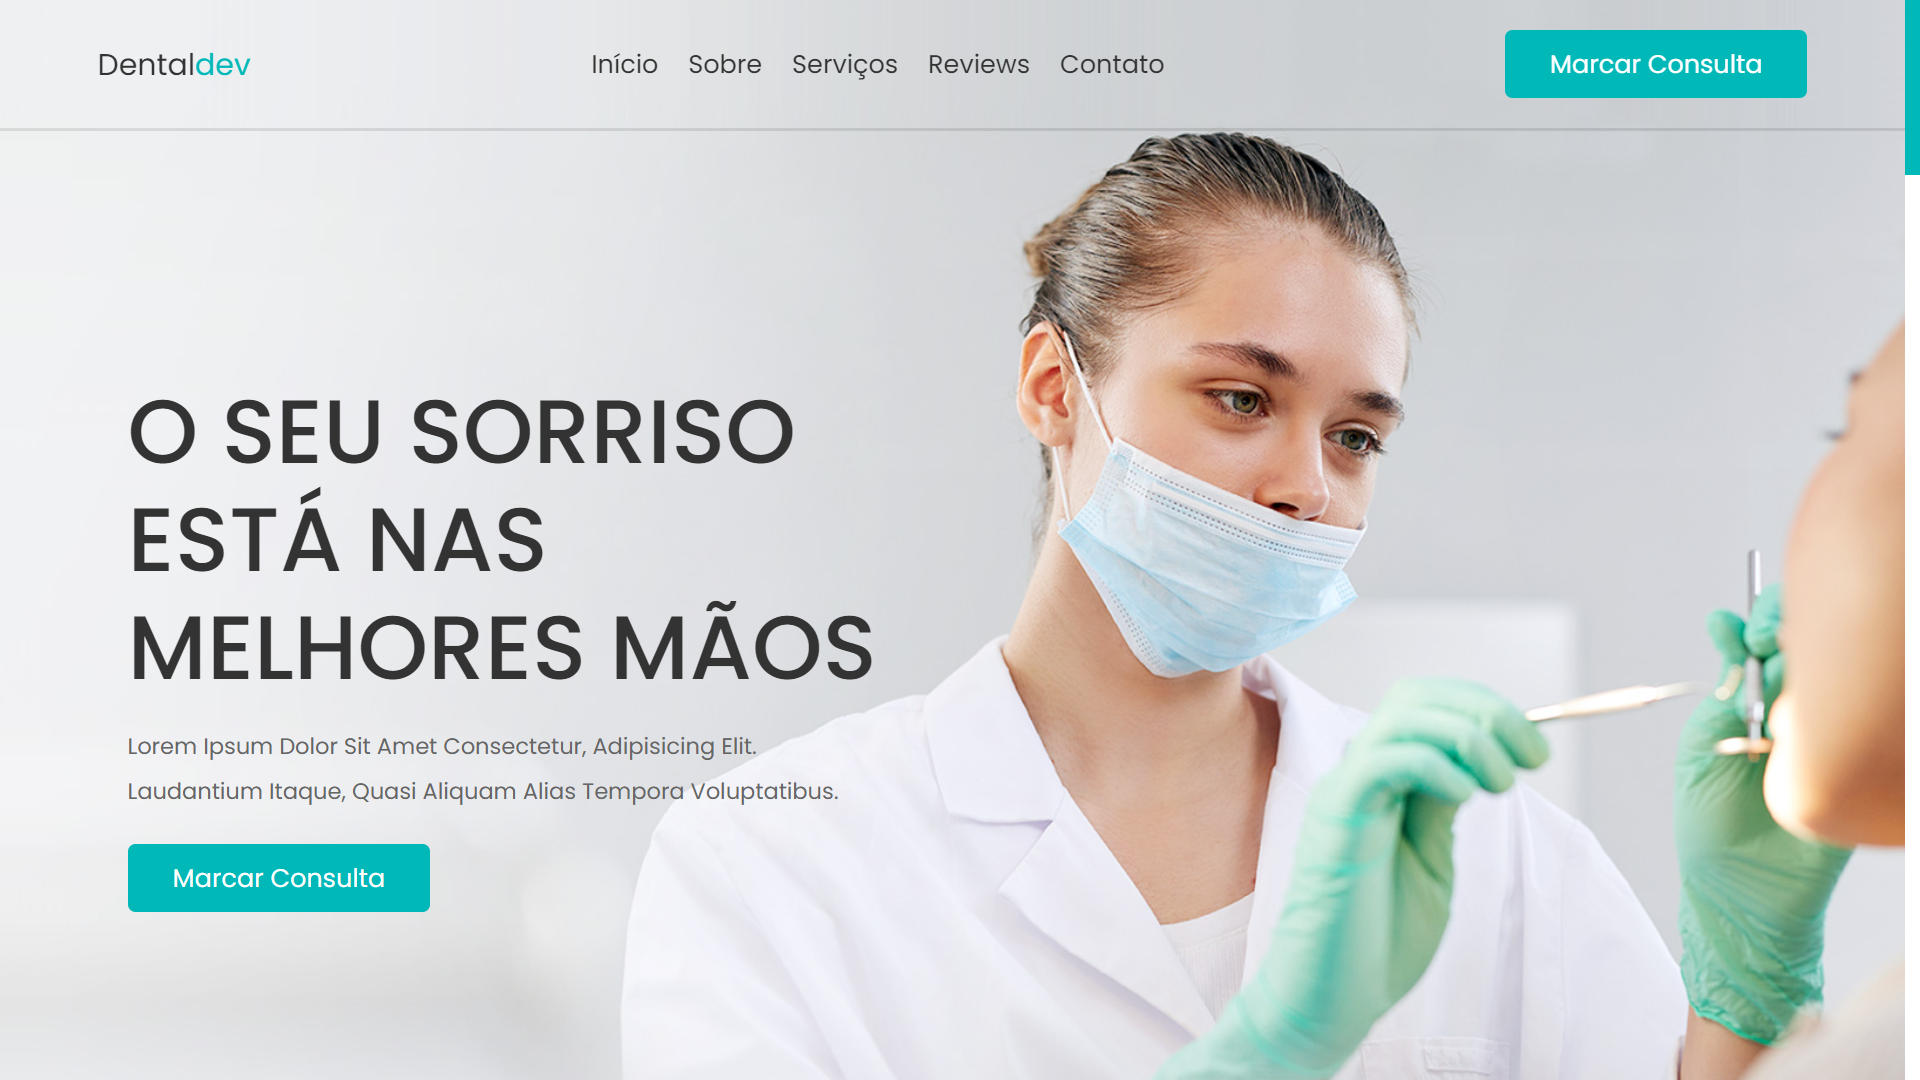 Dentaldev
Início Sobre Serviços Reviews Contato
Marcar Consulta
O SEU SORRISO
ESTÁ NAS
MELHORES MÃOS
Lorem Ipsum Dolor Sit Amet Consectetur, Adipisicing Elit.
Laudantium Itaque, Quasi Aliquam Alias Tempora Voluptatibus.
Marcar Consulta